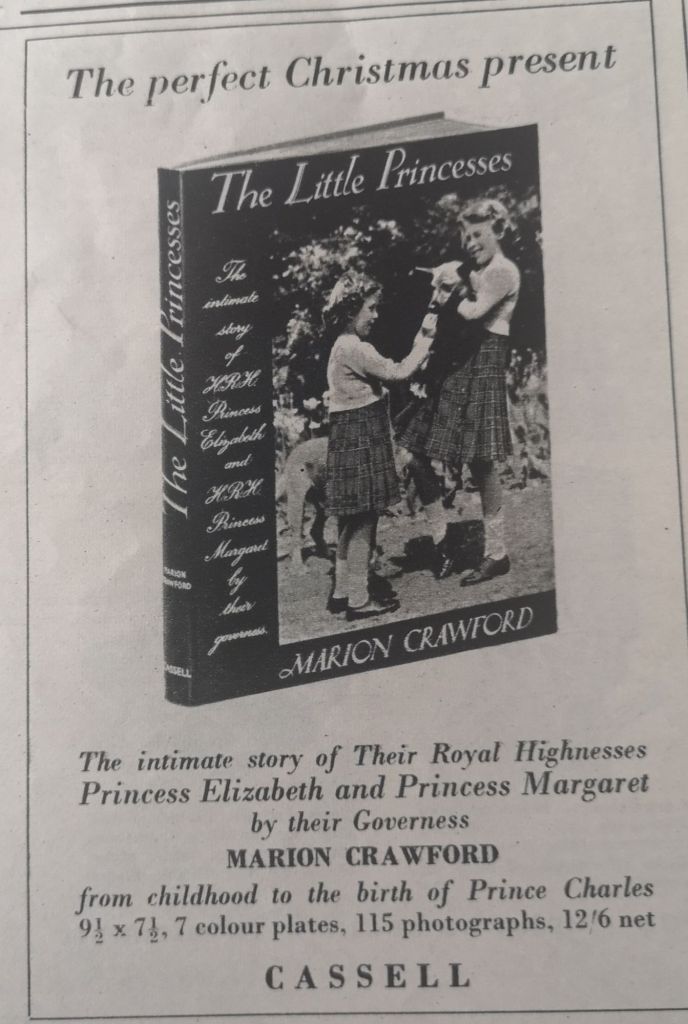 The perfect Christmas present
The Little Princesses
The Little Princesses
The
intimate
story
of
H.R.H.
Princess
Elizabeth
and
H.R.H.
Princess
Margaret
by
their
governess.
MARION
CRAWFORD
CASSELL
MARION CRAWFORD
The intimate story of Their Royal Highnesses
Princess Elizabeth and Princess Margaret
by their Governess
MARION CRAWFORD
from childhood to the birth of Prince Charles
9½ x 7½, 7 colour plates, 115 photographs, 12/6 net
CASSELL